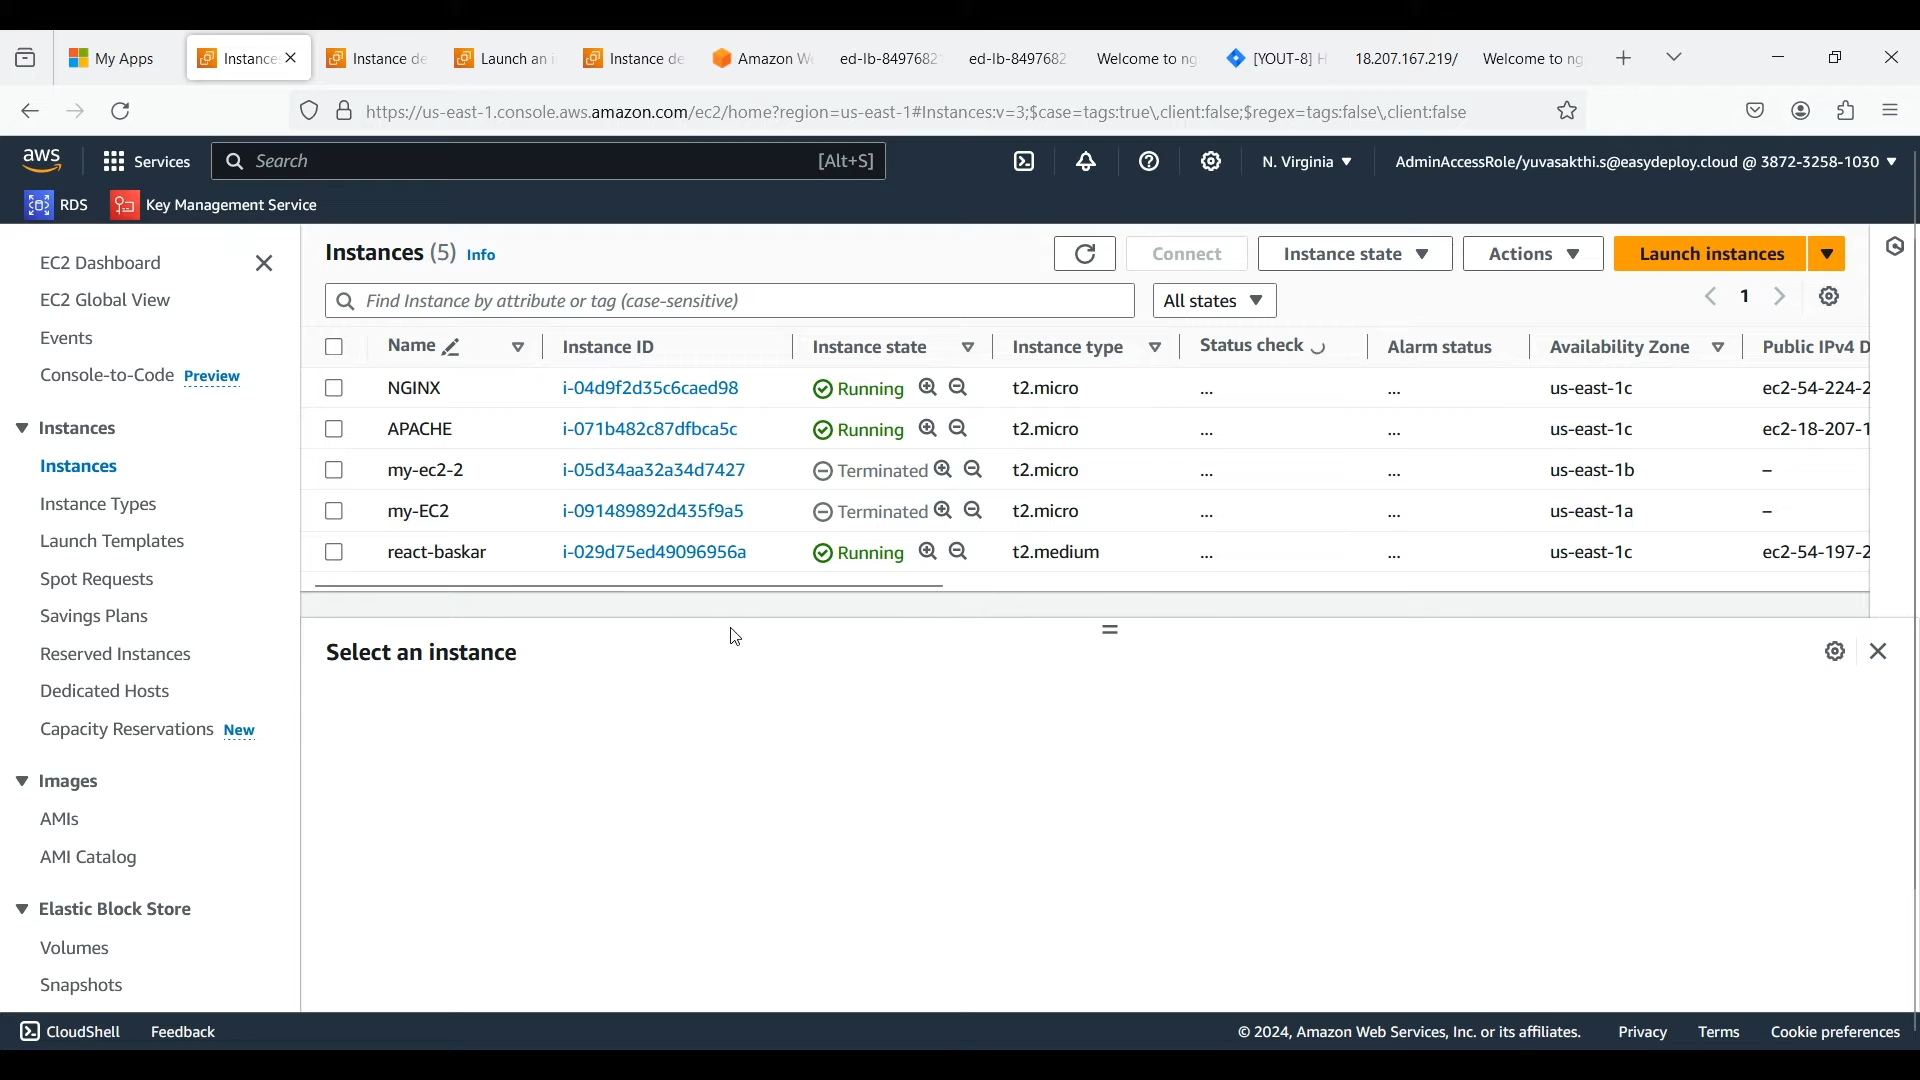 My Apps
Instance
Instance de
Launch an i
Instance de
Amazon W
ed-lb-849768
ed-lb-8497682
Welcome to ng
[YOUT-8] H
18.207.167.219/
Welcome to ng
https://us-east-1.console.aws.amazon.com/ec2/home?region=us-east-1#Instances:v=3;$case=tags:true\,client:false;$regex=tags:false\,client:false
aws
Services
Search
[Alt+S]
N. Virginia
AdminAccessRole/yuvasakthi.s@easydeploy.cloud @ 3872-3258-1030
RDS
Key Management Service
EC2 Dashboard
EC2 Global View
Events
Console-to-Code Preview
Instances
Instances
Instance Types
Launch Templates
Spot Requests
Savings Plans
Reserved Instances
Dedicated Hosts
Capacity Reservations New
Images
AMIs
AMI Catalog
Elastic Block Store
Volumes
Snapshots
Instances (5) Info
Connect
Instance state
Actions
Launch instances
Find Instance by attribute or tag (case-sensitive)
All states
1
Name Instance ID Instance state Instance type Status check Alarm status Availability Zone Public IPv4 D
NGINX i-04d9f2d35c6caed98 Running t2.micro ... ... us-east-1c ec2-54-224-2
APACHE i-071b482c87dfbca5c Running t2.micro ... ... us-east-1c ec2-18-207-1
my-ec2-2 i-05d34aa32a34d7427 Terminated t2.micro ... ... us-east-1b –
my-EC2 i-091489892d435f9a5 Terminated t2.micro ... ... us-east-1a –
react-baskar i-029d75ed49096956a Running t2.medium ... ... us-east-1c ec2-54-197-2
Select an instance
CloudShell
Feedback
© 2024, Amazon Web Services, Inc. or its affiliates.
Privacy
Terms
Cookie preferences